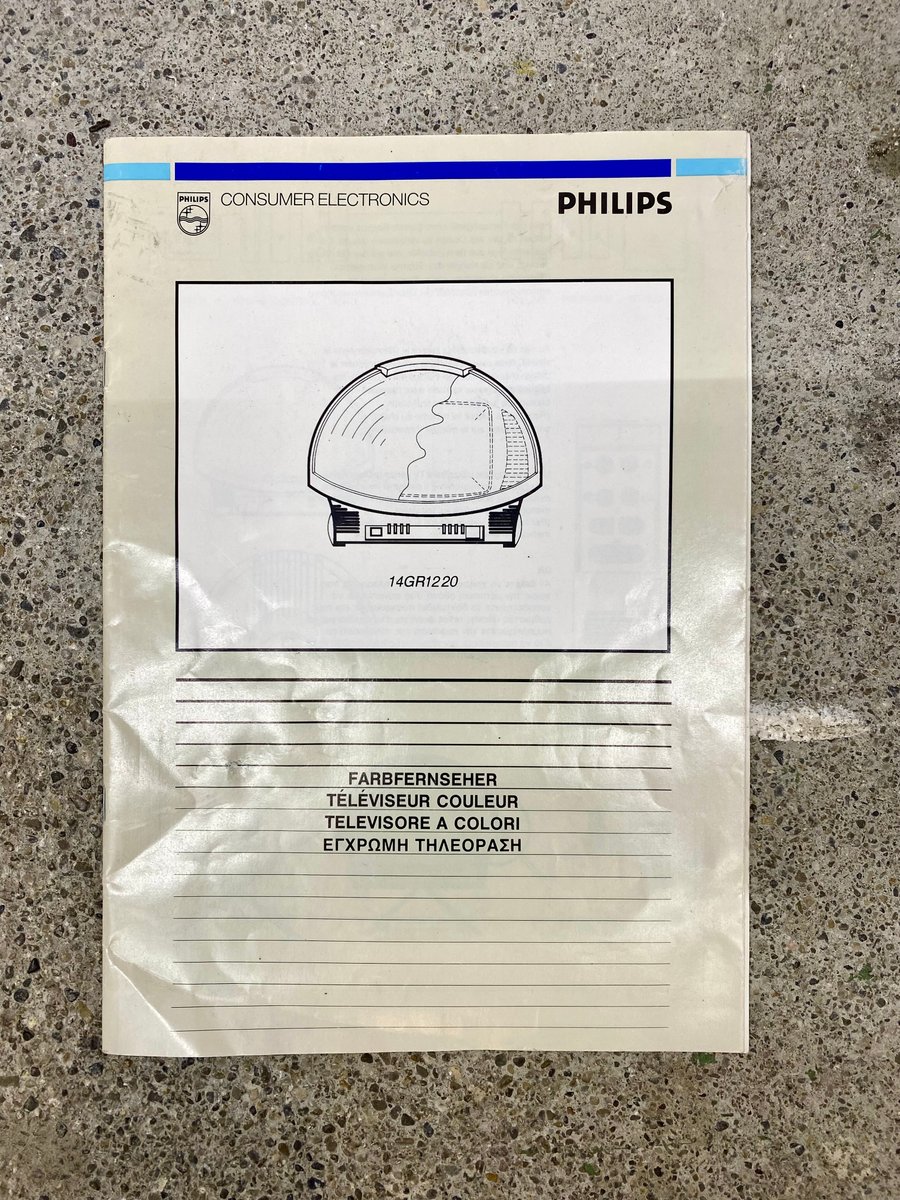 PHILIPS
CONSUMER ELECTRONICS
PHILIPS
14GR1220
FARBFERNSEHER
TÉLÉVISEUR COULEUR
TELEVISORE A COLORI
ΕΓΧΡΩΜΗ ΤΗΛΕΟΡΑΣΗ